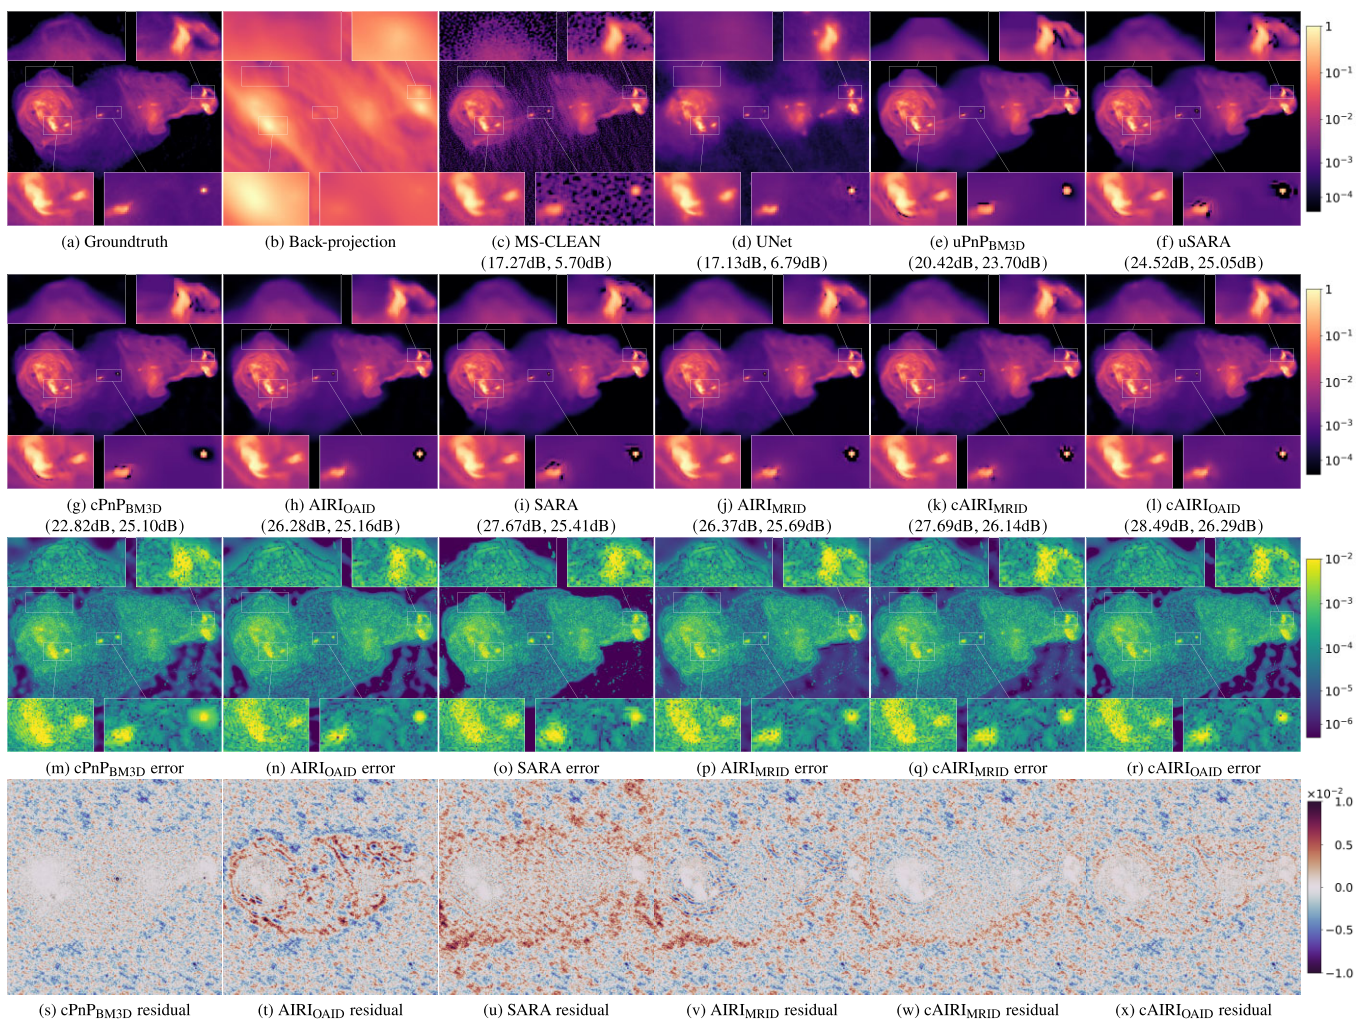 1
10⁻¹
10⁻²
10⁻³
10⁻⁴
(a) Groundtruth
(b) Back-projection
(c) MS-CLEAN
(17.27dB, 5.70dB)
(d) UNet
(17.13dB, 6.79dB)
(e) uPnP_BM3D
(20.42dB, 23.70dB)
(f) uSARA
(24.52dB, 25.05dB)
1
10⁻¹
10⁻²
10⁻³
10⁻⁴
(g) cPnP_BM3D
(22.82dB, 25.10dB)
(h) AIRI_OAID
(26.28dB, 25.16dB)
(i) SARA
(27.67dB, 25.41dB)
(j) AIRI_MRID
(26.37dB, 25.69dB)
(k) cAIRI_MRID
(27.69dB, 26.14dB)
(l) cAIRI_OAID
(28.49dB, 26.29dB)
10⁻²
10⁻³
10⁻⁴
10⁻⁵
10⁻⁶
(m) cPnP_BM3D error
(n) AIRI_OAID error
(o) SARA error
(p) AIRI_MRID error
(q) cAIRI_MRID error
(r) cAIRI_OAID error
×10⁻²
1.0
0.5
0.0
−0.5
−1.0
(s) cPnP_BM3D residual
(t) AIRI_OAID residual
(u) SARA residual
(v) AIRI_MRID residual
(w) cAIRI_MRID residual
(x) cAIRI_OAID residual